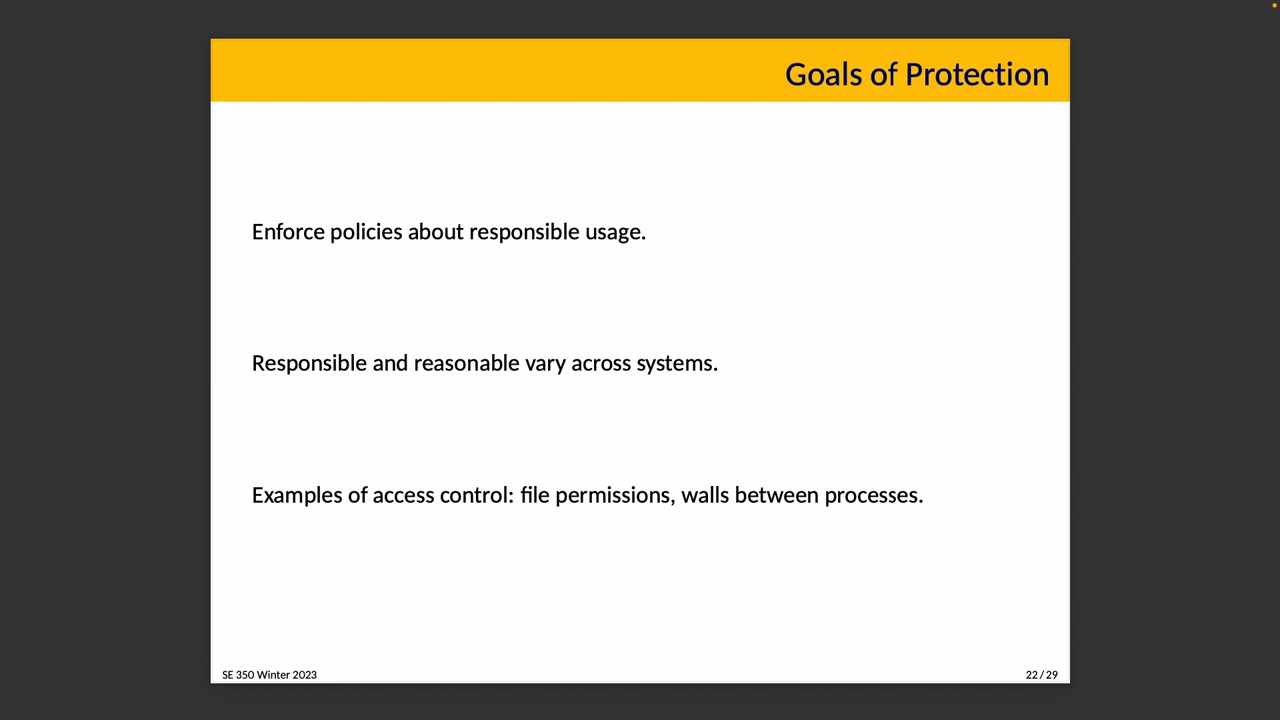 Goals of Protection
Enforce policies about responsible usage.
Responsible and reasonable vary across systems.
Examples of access control: file permissions, walls between processes.
SE 350 Winter 2023
22 / 29